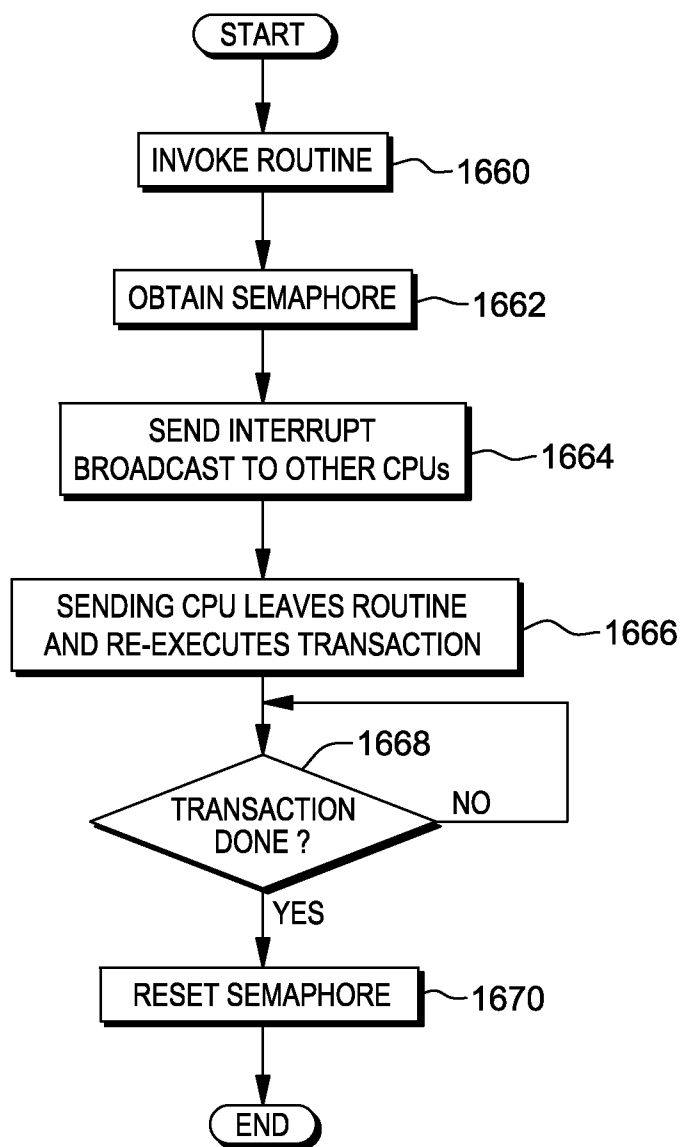 START
INVOKE ROUTINE
1660
OBTAIN SEMAPHORE
1662
SEND INTERRUPT
BROADCAST TO OTHER CPUs
1664
SENDING CPU LEAVES ROUTINE
AND RE-EXECUTES TRANSACTION
1666
1668
TRANSACTION
DONE ?
NO
YES
RESET SEMAPHORE
1670
END